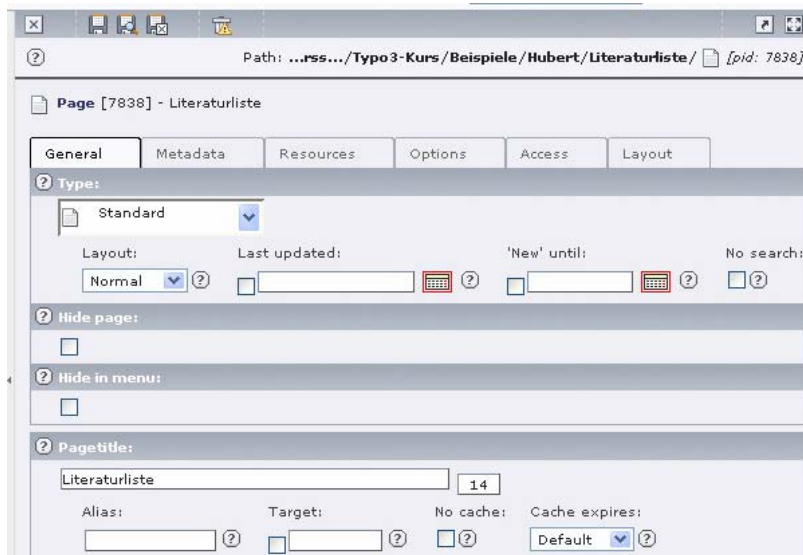 Path: ...rss.../Typo3-Kurs/Beispiele/Hubert/Literaturliste/ [pid: 7838]
Page [7838] - Literaturliste
General Metadata Resources Options Access Layout
Type:
Standard
Layout: Last updated: 'New' until: No search:
Normal
Hide page:
Hide in menu:
Pagetitle:
Literaturliste 14
Alias: Target: No cache: Cache expires:
Default